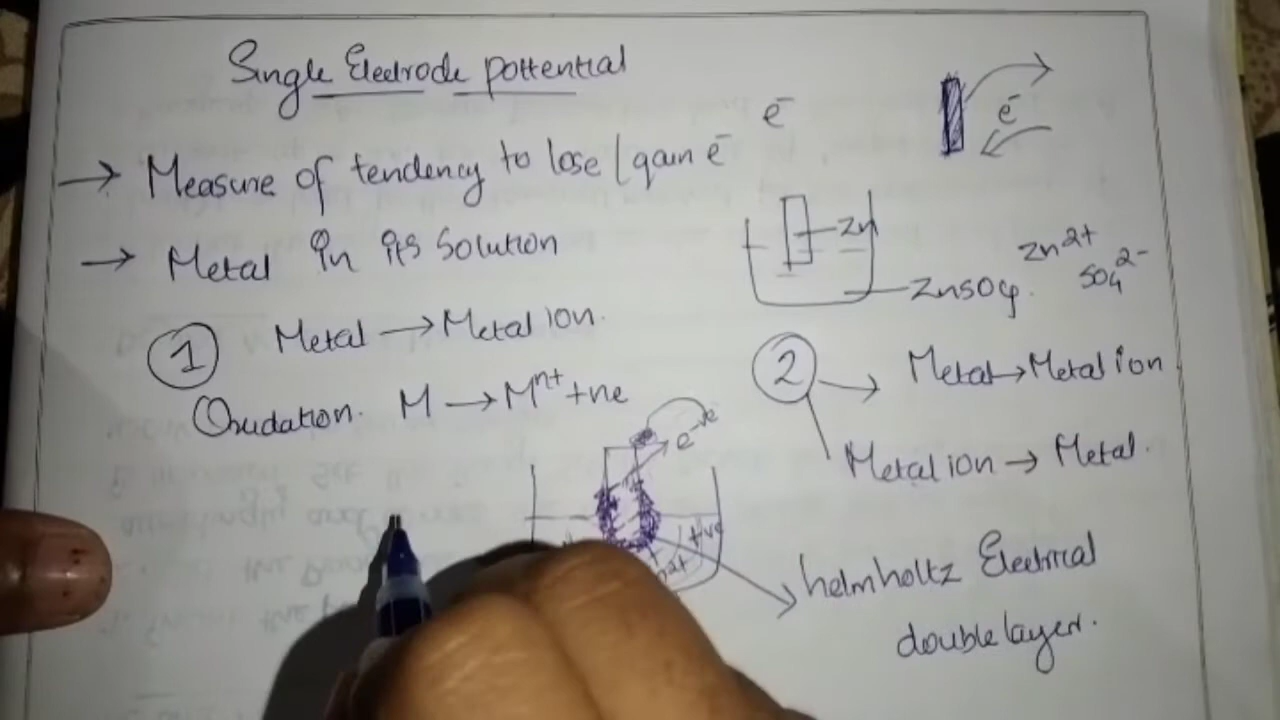 Single Electrode pottential
e⁻
e⁻
→ Measure of tendency to lose / gain e⁻
→ Metal in its solution
Zn
ZnSO4.
Zn²⁺
SO₄²⁻
① Metal → Metal ion.
Oxidation. M → Mⁿ⁺ + ne
② → Metal → Metal ion
Metal ion → Metal.
e⁻
+ve
helmholtz Electrical
double layer.